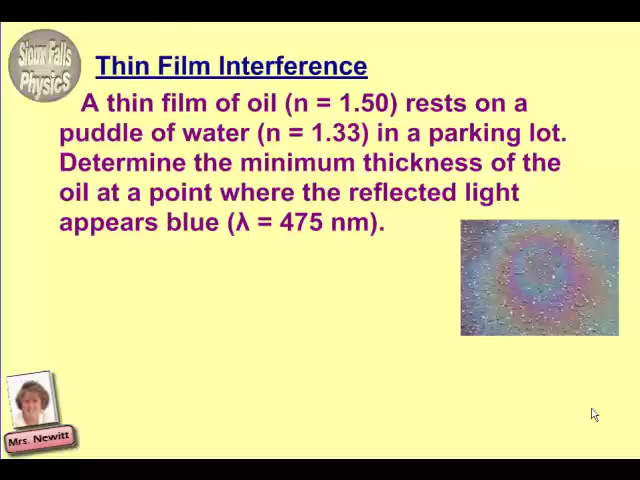 Sioux Falls
Physics
Thin Film Interference
A thin film of oil (n = 1.50) rests on a
puddle of water (n = 1.33) in a parking lot.
Determine the minimum thickness of the
oil at a point where the reflected light
appears blue (λ = 475 nm).
Mrs. Newitt